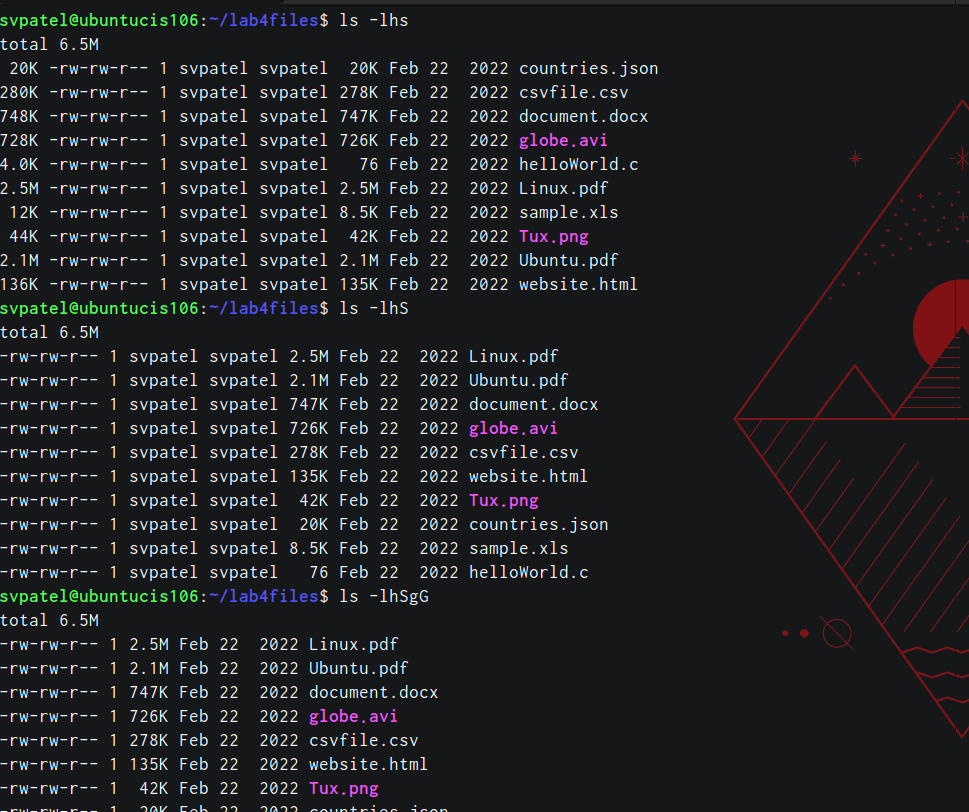 svpatel@ubuntucis106:~/lab4files$ ls -lhs
total 6.5M
 20K -rw-rw-r-- 1 svpatel svpatel  20K Feb 22  2022 countries.json
280K -rw-rw-r-- 1 svpatel svpatel 278K Feb 22  2022 csvfile.csv
748K -rw-rw-r-- 1 svpatel svpatel 747K Feb 22  2022 document.docx
728K -rw-rw-r-- 1 svpatel svpatel 726K Feb 22  2022 globe.avi
4.0K -rw-rw-r-- 1 svpatel svpatel   76 Feb 22  2022 helloWorld.c
2.5M -rw-rw-r-- 1 svpatel svpatel 2.5M Feb 22  2022 Linux.pdf
 12K -rw-rw-r-- 1 svpatel svpatel 8.5K Feb 22  2022 sample.xls
 44K -rw-rw-r-- 1 svpatel svpatel  42K Feb 22  2022 Tux.png
2.1M -rw-rw-r-- 1 svpatel svpatel 2.1M Feb 22  2022 Ubuntu.pdf
136K -rw-rw-r-- 1 svpatel svpatel 135K Feb 22  2022 website.html
svpatel@ubuntucis106:~/lab4files$ ls -lhS
total 6.5M
-rw-rw-r-- 1 svpatel svpatel 2.5M Feb 22  2022 Linux.pdf
-rw-rw-r-- 1 svpatel svpatel 2.1M Feb 22  2022 Ubuntu.pdf
-rw-rw-r-- 1 svpatel svpatel 747K Feb 22  2022 document.docx
-rw-rw-r-- 1 svpatel svpatel 726K Feb 22  2022 globe.avi
-rw-rw-r-- 1 svpatel svpatel 278K Feb 22  2022 csvfile.csv
-rw-rw-r-- 1 svpatel svpatel 135K Feb 22  2022 website.html
-rw-rw-r-- 1 svpatel svpatel  42K Feb 22  2022 Tux.png
-rw-rw-r-- 1 svpatel svpatel  20K Feb 22  2022 countries.json
-rw-rw-r-- 1 svpatel svpatel 8.5K Feb 22  2022 sample.xls
-rw-rw-r-- 1 svpatel svpatel   76 Feb 22  2022 helloWorld.c
svpatel@ubuntucis106:~/lab4files$ ls -lhSgG
total 6.5M
-rw-rw-r-- 1 2.5M Feb 22  2022 Linux.pdf
-rw-rw-r-- 1 2.1M Feb 22  2022 Ubuntu.pdf
-rw-rw-r-- 1 747K Feb 22  2022 document.docx
-rw-rw-r-- 1 726K Feb 22  2022 globe.avi
-rw-rw-r-- 1 278K Feb 22  2022 csvfile.csv
-rw-rw-r-- 1 135K Feb 22  2022 website.html
-rw-rw-r-- 1  42K Feb 22  2022 Tux.png
-rw-rw-r-- 1  20K Feb 22  2022 countries.json